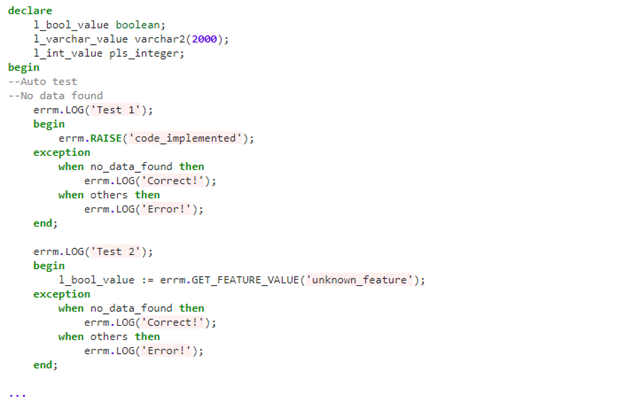 declare
    l_bool_value boolean;
    l_varchar_value varchar2(2000);
    l_int_value pls_integer;
begin
--Auto test
--No data found
    errm.LOG('Test 1');
    begin
        errm.RAISE('code_implemented');
    exception
        when no_data_found then
            errm.LOG('Correct!');
        when others then
            errm.LOG('Error!');
    end;

    errm.LOG('Test 2');
    begin
        l_bool_value := errm.GET_FEATURE_VALUE('unknown_feature');
    exception
        when no_data_found then
            errm.LOG('Correct!');
        when others then
            errm.LOG('Error!');
    end;

...